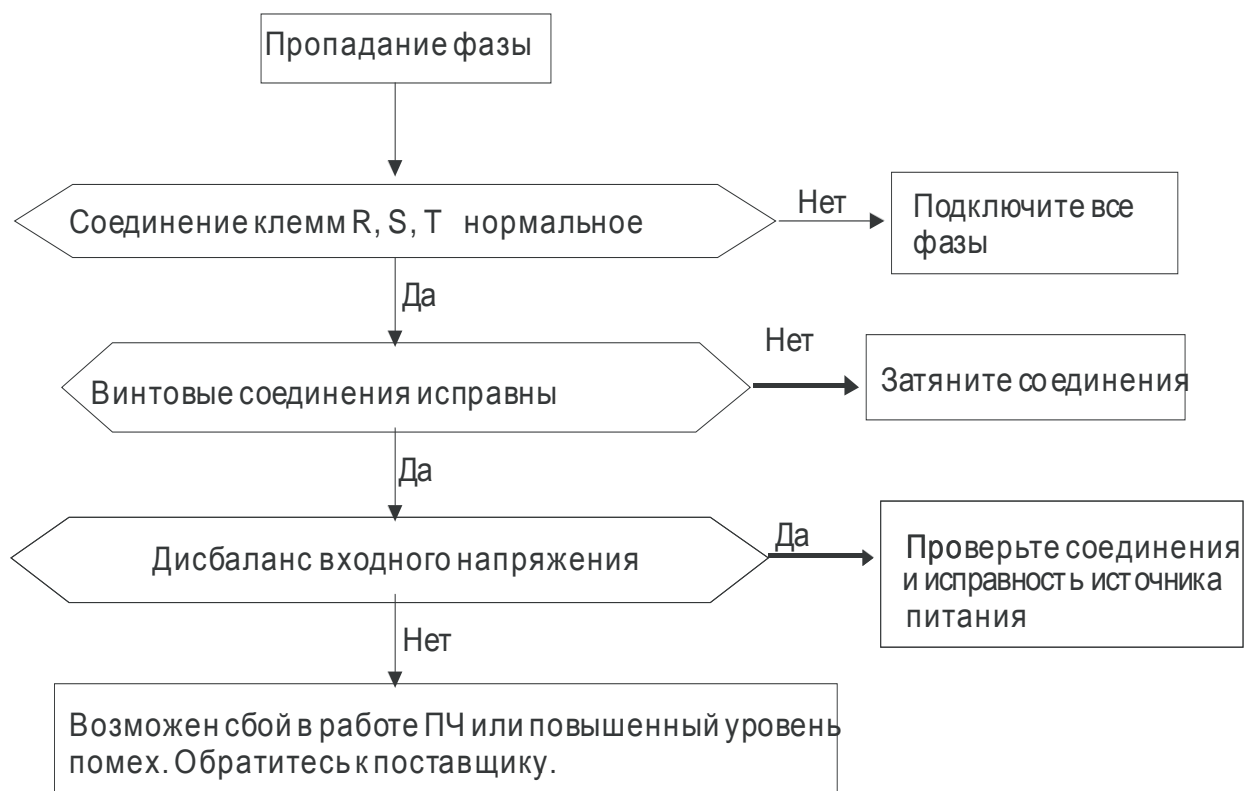 Пропадание фазы
Соединение клемм R, S, T нормальное
Нет
Подключите все
фазы
Да
Винтовые соединения исправны
Нет
Затяните соединения
Да
Дисбаланс входного напряжения
Да
Проверьте соединения
и исправность источника
питания
Нет
Возможен сбой в работе ПЧ или повышенный уровень
помех. Обратитесь к поставщику.